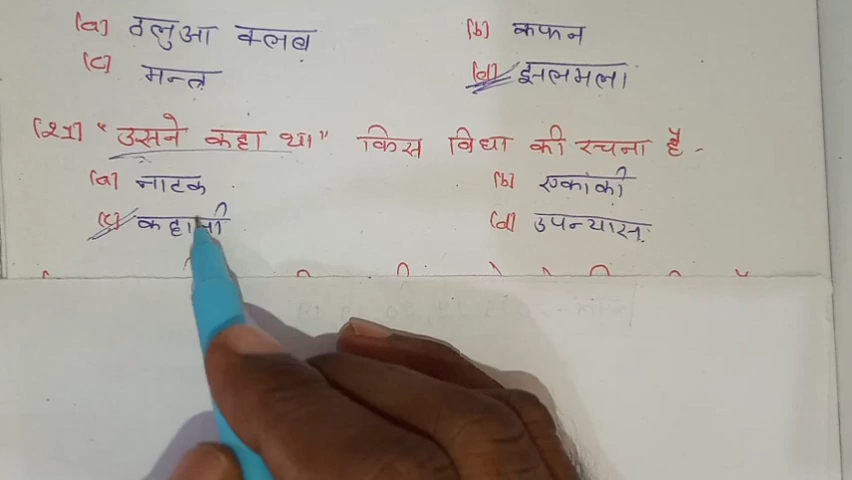 (a) ठलुआ क्लब (b) कफन
(c) मन्त्र (d) झलमला
(21) "उसने कहा था" किस विधा की रचना है -
(a) नाटक (b) एकांकी
(c) कहानी (d) उपन्यास